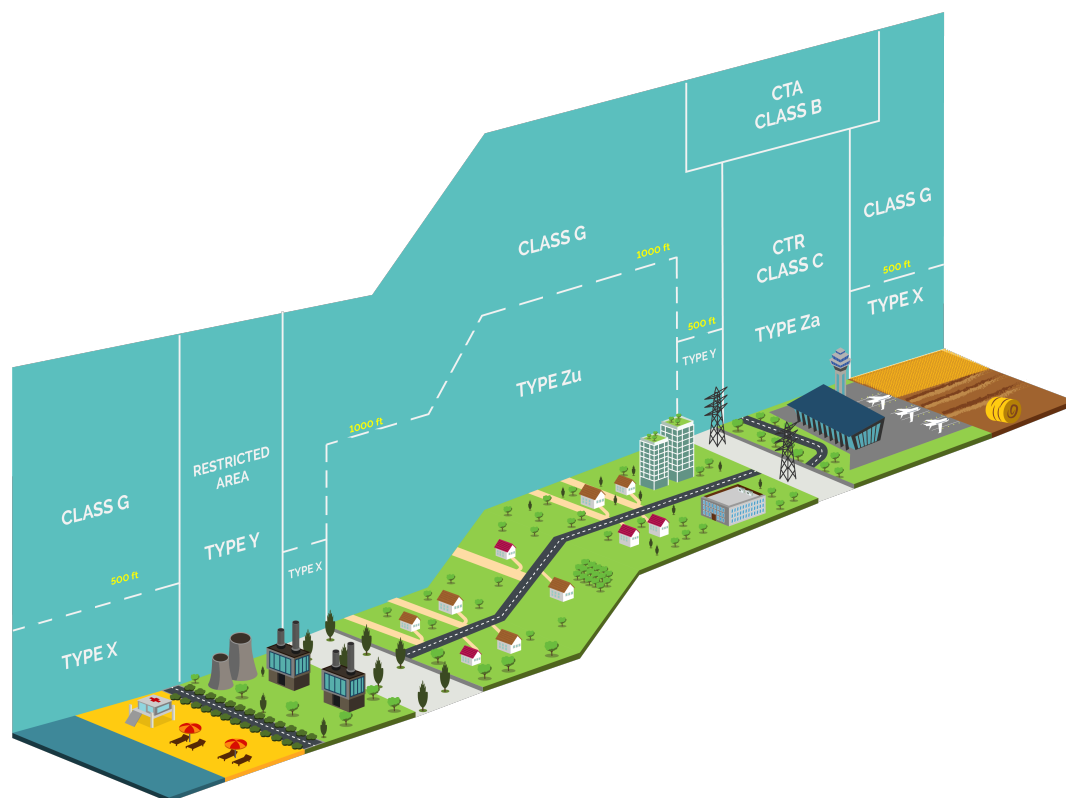 CTA
CLASS B
CLASS G
CLASS G
1000 ft
CTR
CLASS C
500 ft
TYPE X
500 ft
TYPE Y
TYPE Za
TYPE Zu
1000 ft
RESTRICTED
AREA
CLASS G
TYPE Y
500 ft
TYPE X
TYPE X